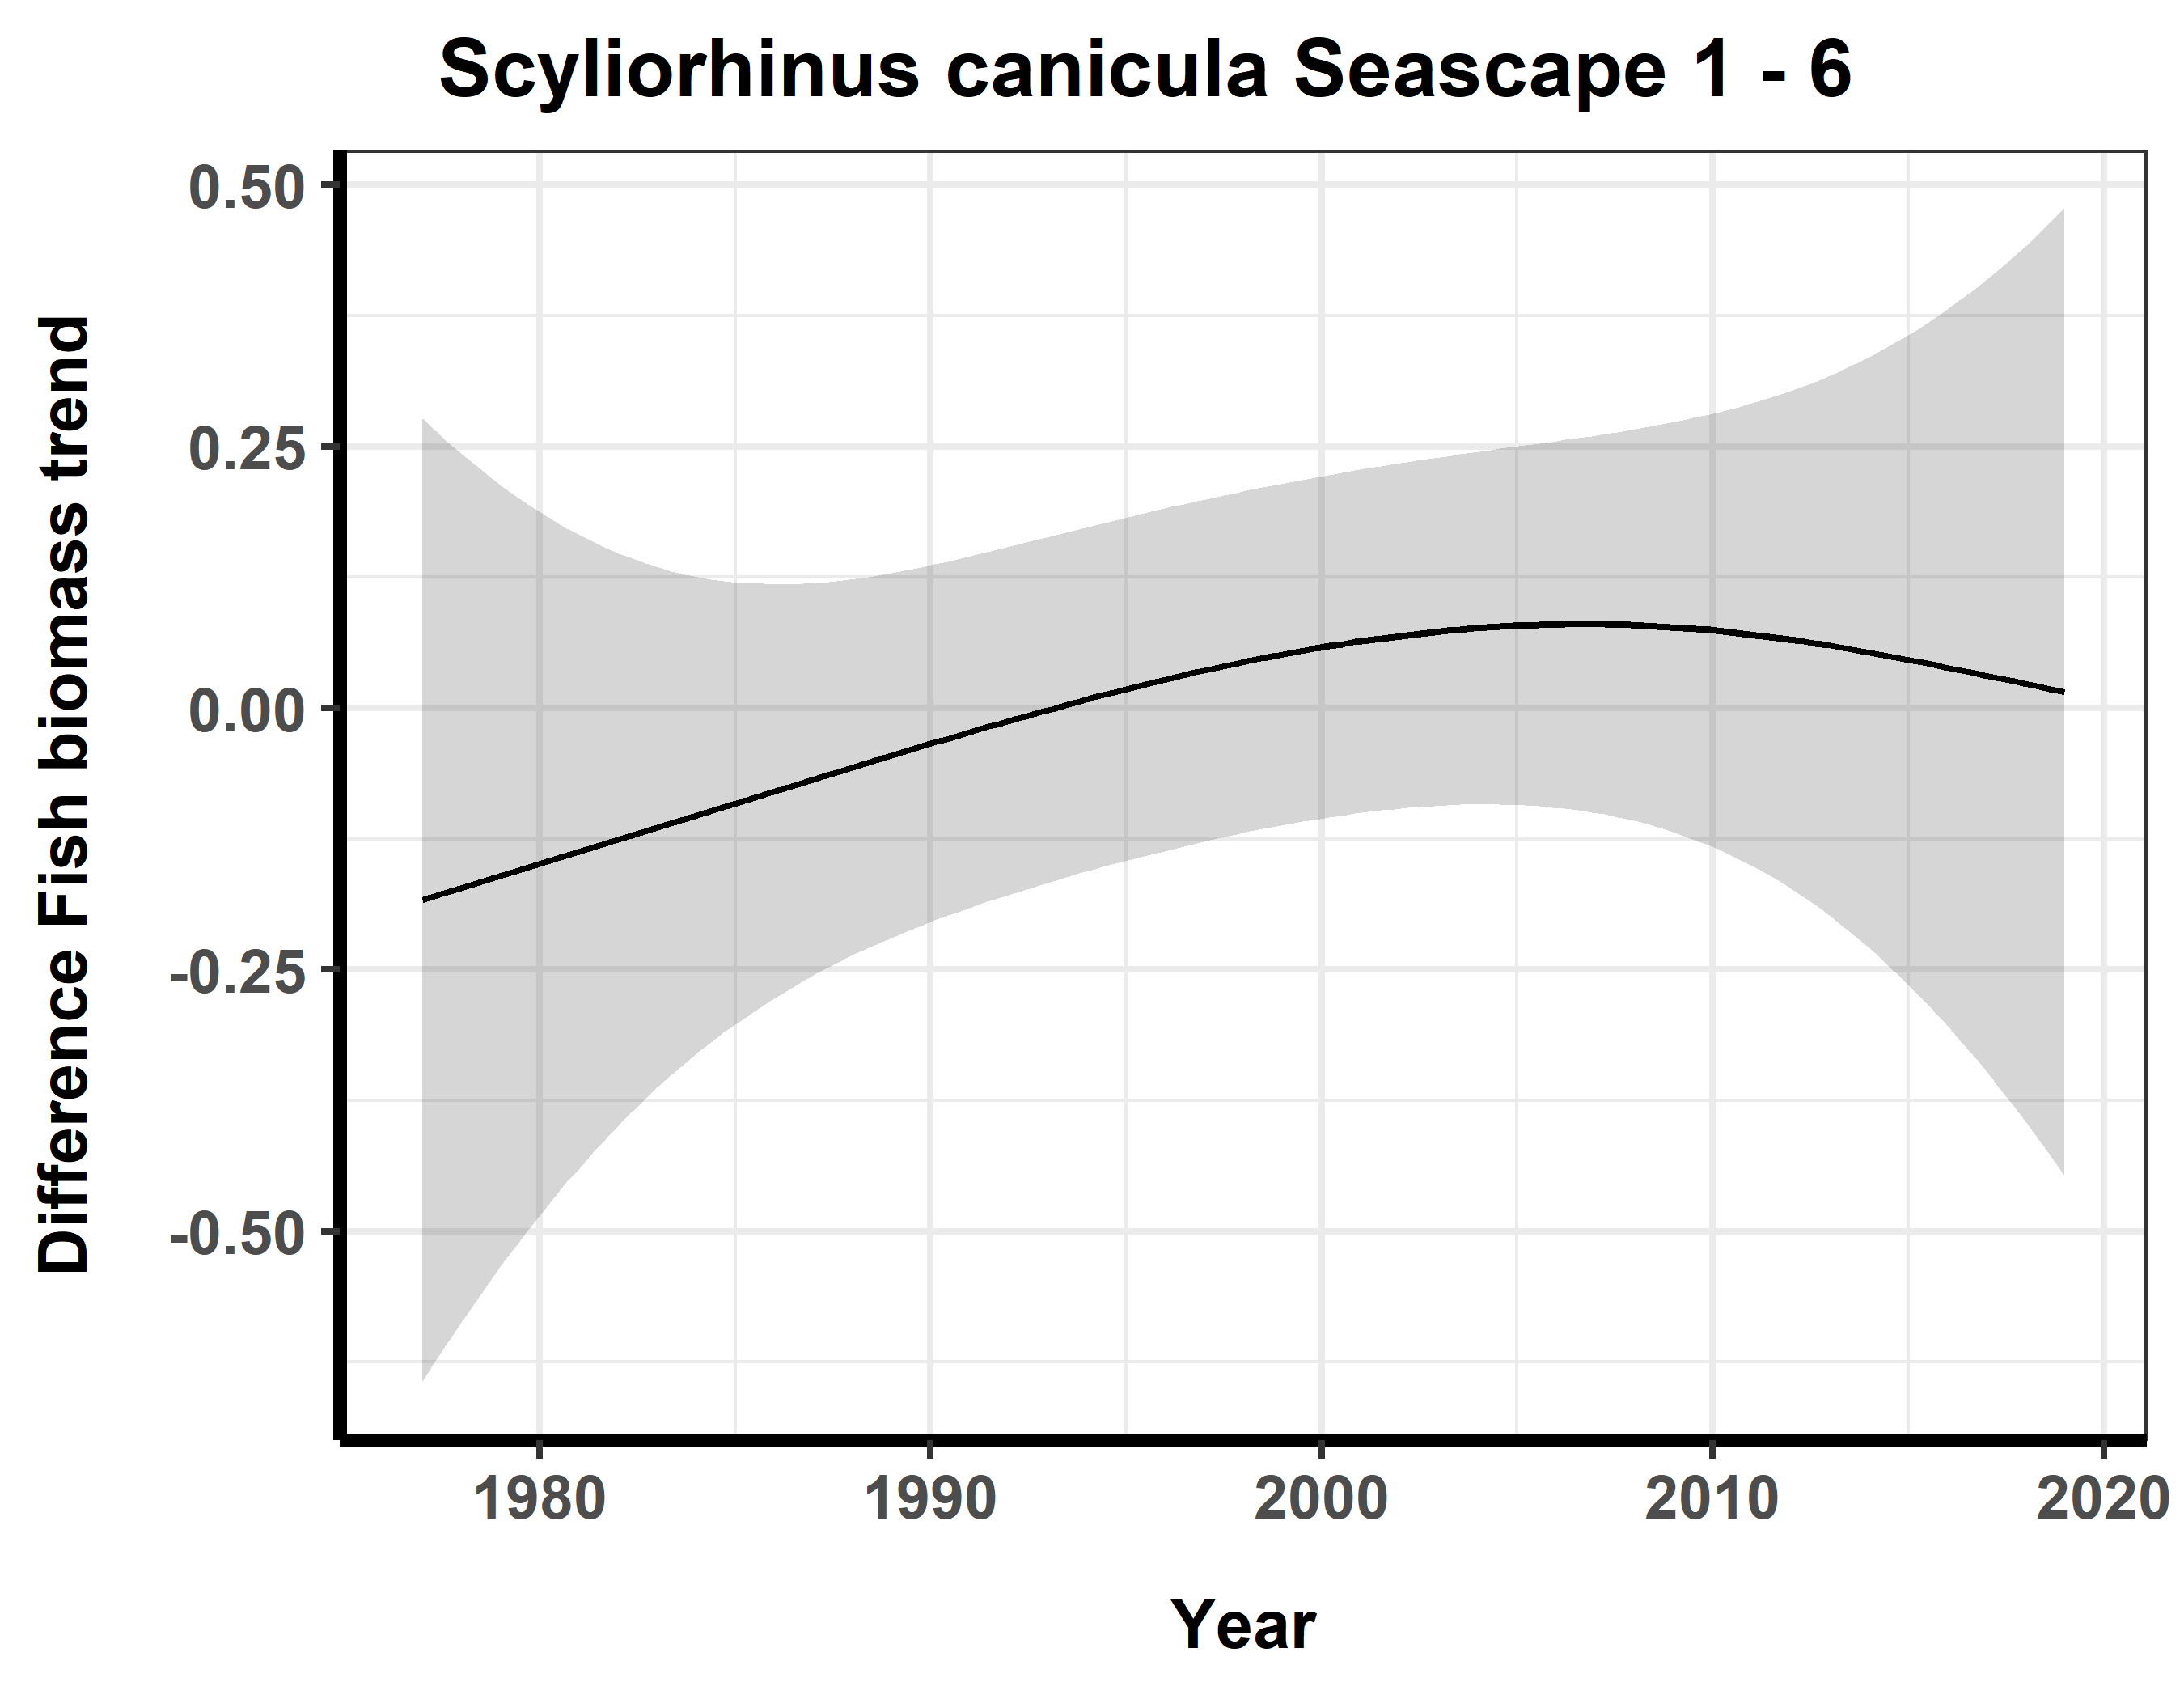 Scyliorhinus canicula Seascape 1 - 6
Difference Fish biomass trend
0.50
0.25
0.00
-0.25
-0.50
1980 1990 2000 2010 2020
Year